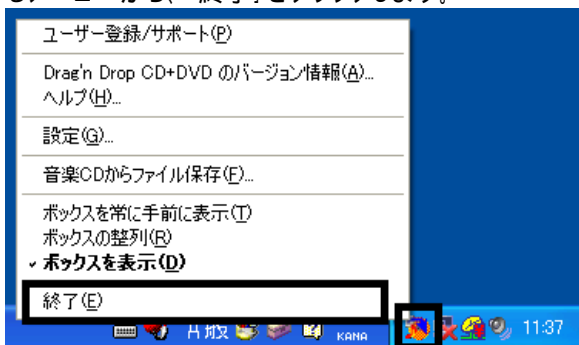 ューから、「終了」をクリックします。
ユーザー登録/サポート(P)
Drag'n Drop CD+DVD のバージョン情報(A)...
ヘルプ(H)...
設定(G)...
音楽CDからファイル保存(F)...
ボックスを常に手前に表示(T)
ボックスの整列(R)
ボックスを表示(D)
終了(E)
A 般 KANA 11:37